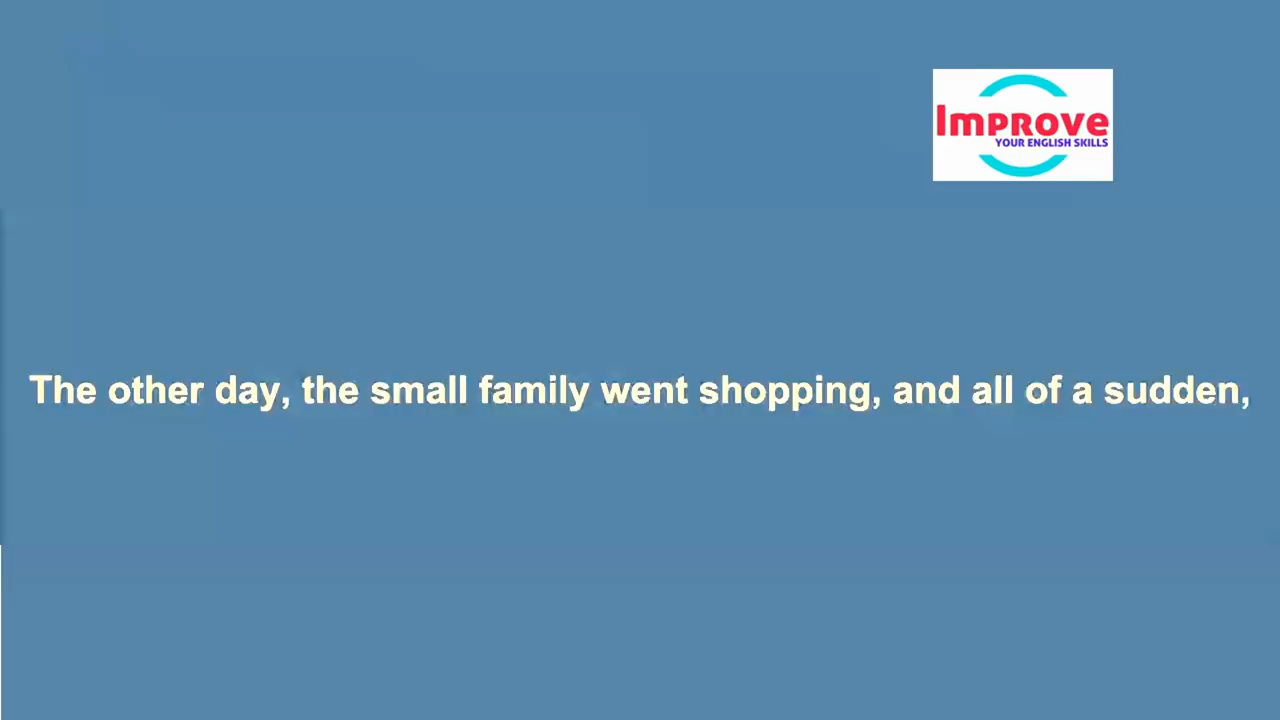 Improve
YOUR ENGLISH SKILLS
The other day, the small family went shopping, and all of a sudden,